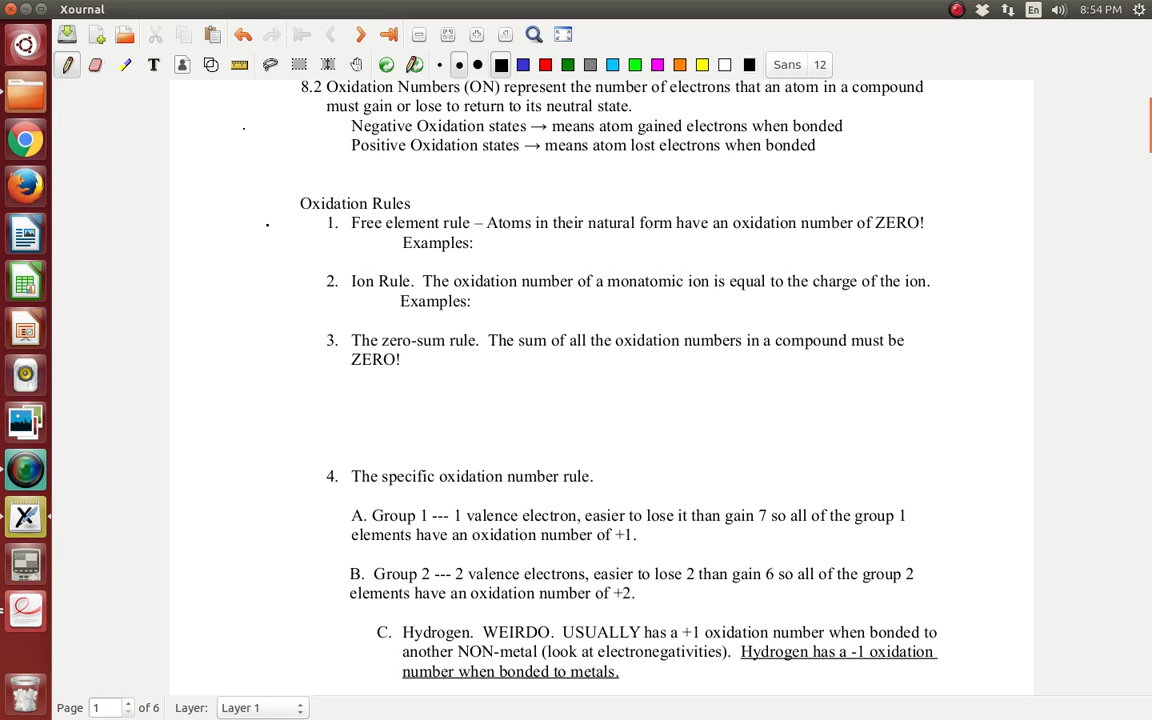 Xournal
En
8:54 PM
T
Sans 12
8.2 Oxidation Numbers (ON) represent the number of electrons that an atom in a compound
must gain or lose to return to its neutral state.
Negative Oxidation states → means atom gained electrons when bonded
Positive Oxidation states → means atom lost electrons when bonded
Oxidation Rules
1. Free element rule – Atoms in their natural form have an oxidation number of ZERO!
Examples:
2. Ion Rule. The oxidation number of a monatomic ion is equal to the charge of the ion.
Examples:
3. The zero-sum rule. The sum of all the oxidation numbers in a compound must be
ZERO!
4. The specific oxidation number rule.
A. Group 1 --- 1 valence electron, easier to lose it than gain 7 so all of the group 1
elements have an oxidation number of +1.
B. Group 2 --- 2 valence electrons, easier to lose 2 than gain 6 so all of the group 2
elements have an oxidation number of +2.
C. Hydrogen. WEIRDO. USUALLY has a +1 oxidation number when bonded to
another NON-metal (look at electronegativities). Hydrogen has a -1 oxidation
number when bonded to metals.
Page 1 of 6 Layer: Layer 1